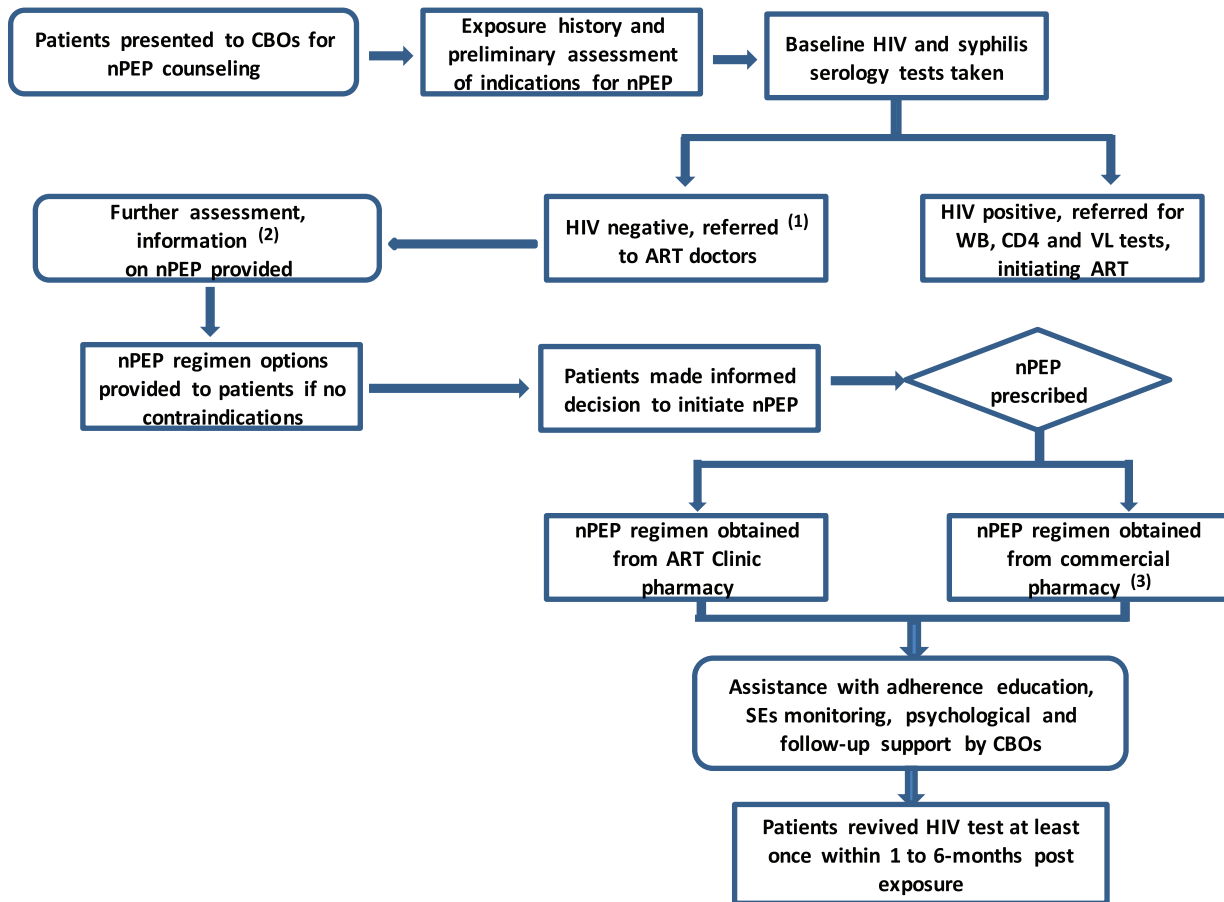 Patients presented to CBOs for
nPEP counseling
Exposure history and
preliminary assessment
of indications for nPEP
Baseline HIV and syphilis
serology tests taken
Further assessment,
information (2)
on nPEP provided
HIV negative, referred (1)
to ART doctors
HIV positive, referred for
WB, CD4 and VL tests,
initiating ART
nPEP regimen options
provided to patients if no
contraindications
Patients made informed
decision to initiate nPEP
nPEP
prescribed
nPEP regimen obtained
from ART Clinic
pharmacy
nPEP regimen obtained
from commercial
pharmacy (3)
Assistance with adherence education,
SEs monitoring, psychological and
follow-up support by CBOs
Patients revived HIV test at least
once within 1 to 6-months post
exposure